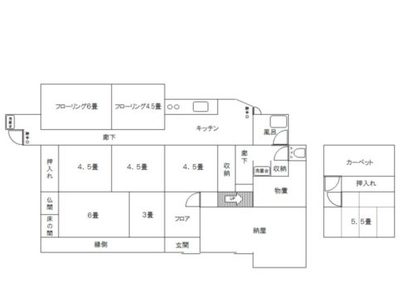 フローリング6畳
フローリング4.5畳
キッチン
廊下
風呂
押入れ
4.5畳
4.5畳
4.5畳
収納
廊下
洗面台
収納
カーペット
押入れ
仏間
床の間
6畳
3畳
フロア
UP
物置
納屋
5.5畳
縁側
玄関